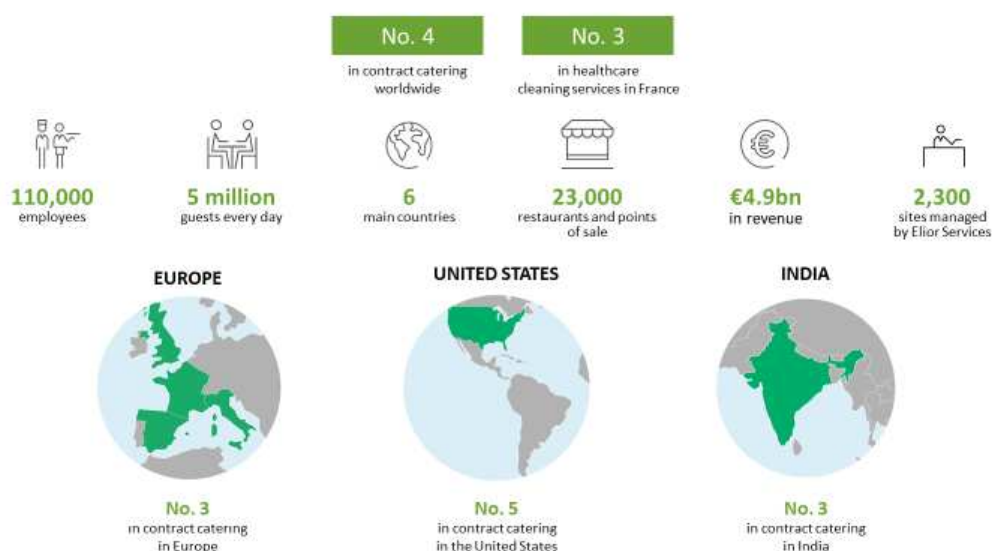 No. 4
in contract catering
worldwide
No. 3
in healthcare
cleaning services in France
110,000
employees
5 million
guests every day
6
main countries
23,000
restaurants and points
of sale
€4.9bn
in revenue
2,300
sites managed
by Elior Services
EUROPE
No. 3
in contract catering
in Europe
UNITED STATES
No. 5
in contract catering
in the United States
INDIA
No. 3
in contract catering
in India